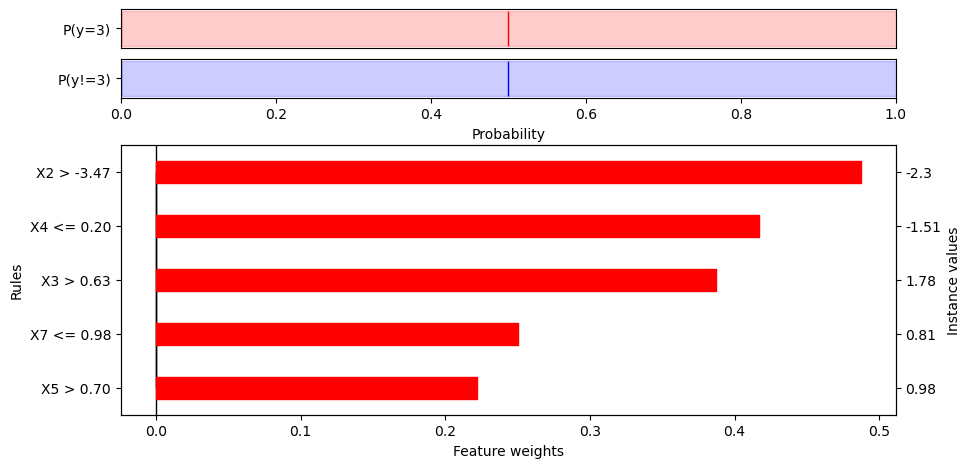 P(y=3)
P(y!=3)
0.0 0.2 0.4 0.6 0.8 1.0
Probability
X2 > -3.47 -2.3
X4 <= 0.20 -1.51
X3 > 0.63 1.78
X7 <= 0.98 0.81
X5 > 0.70 0.98
Rules
Instance values
0.0 0.1 0.2 0.3 0.4 0.5
Feature weights